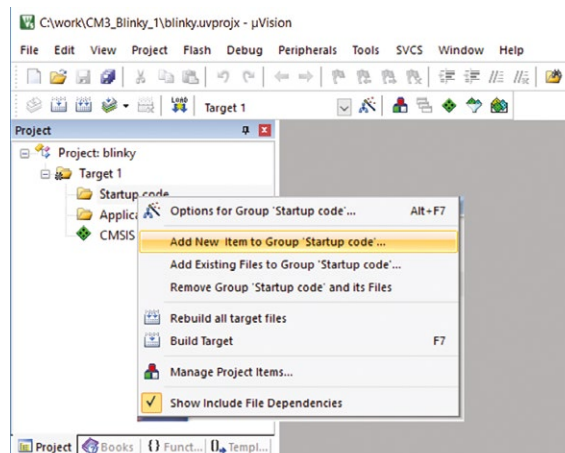 C:\work\CM3_Blinky_1\blinky.uvprojx - µVision
File Edit View Project Flash Debug Peripherals Tools SVCS Window Help
LOAD Target 1
Project
Project: blinky
Target 1
Startup code
Applica
CMSIS
Options for Group 'Startup code'... Alt+F7
Add New Item to Group 'Startup code'...
Add Existing Files to Group 'Startup code'...
Remove Group 'Startup code' and its Files
Rebuild all target files
Build Target F7
Manage Project Items...
Show Include File Dependencies
Project Books {} Funct... Templ...